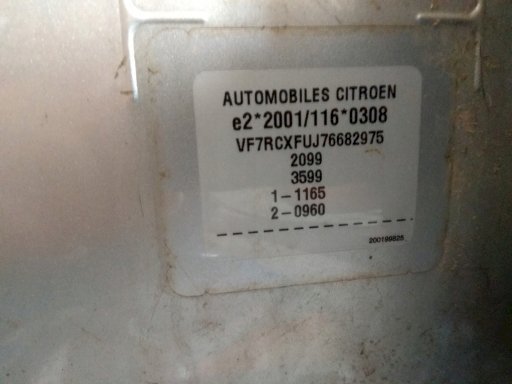 AUTOMOBILES CITROEN
e2*2001/116*0308
VF7RCXFUJ76682975
2099
3599
1-1165
2-0960
200199825